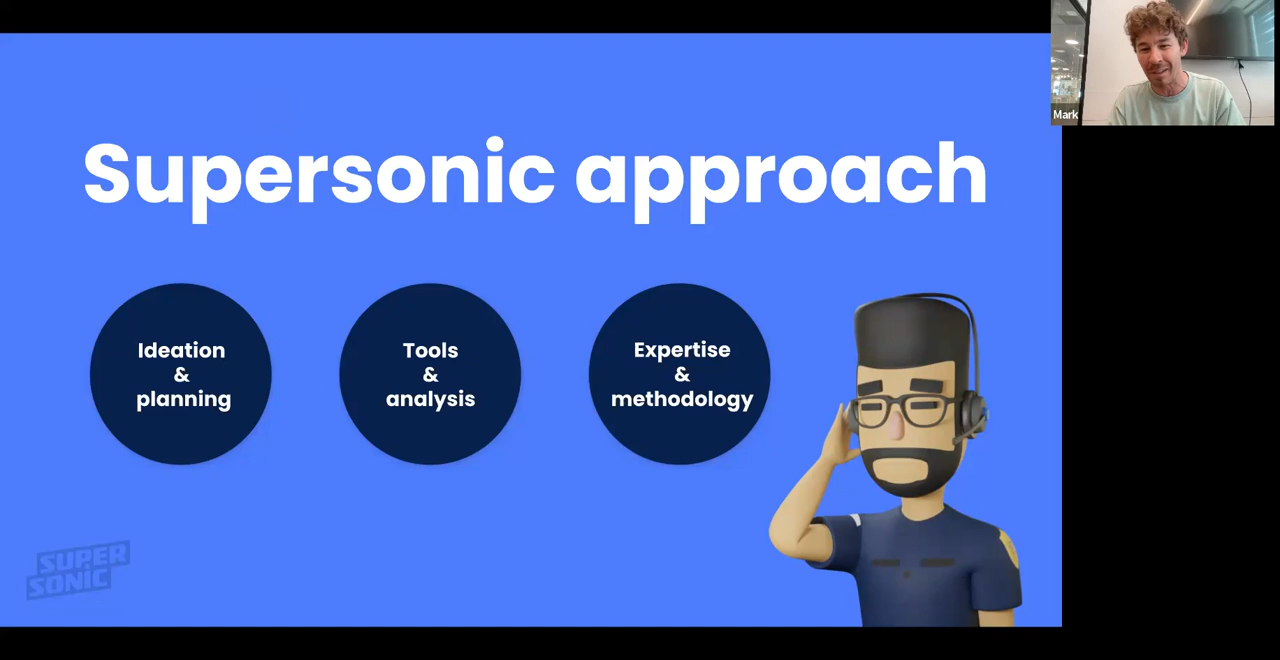 Supersonic approach
Ideation
&
planning
Tools
&
analysis
Expertise
&
methodology
SUPER
SONIC
Mark